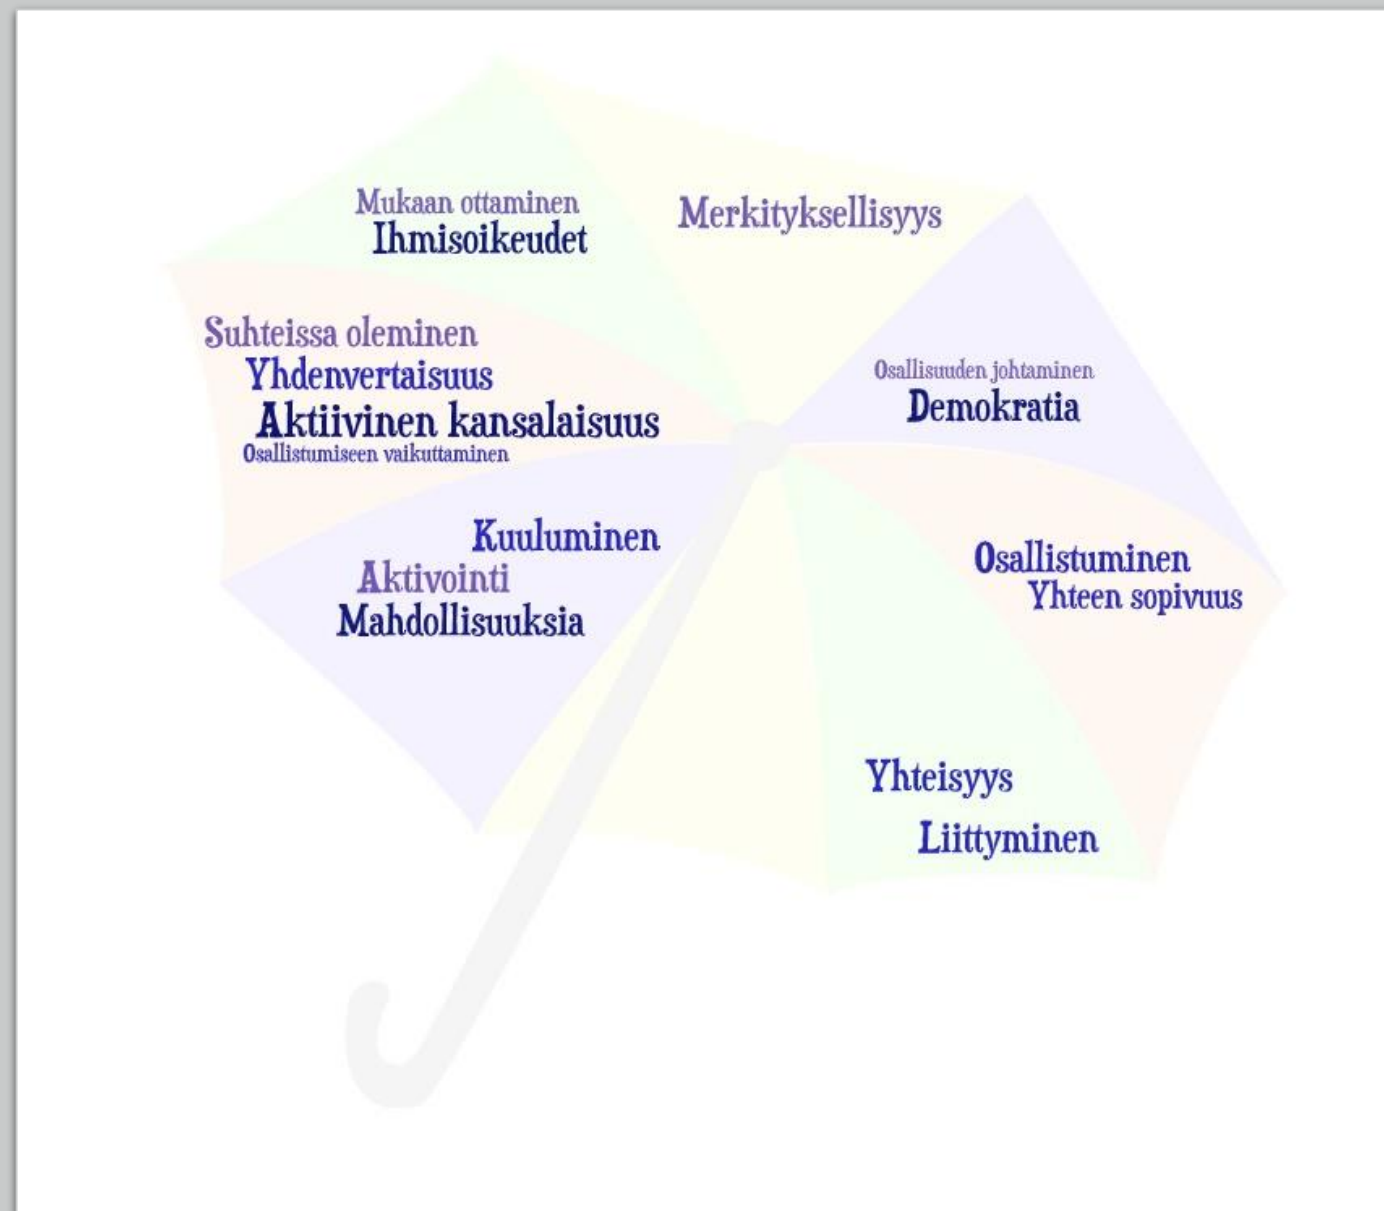 Mukaan ottaminen
Ihmisoikeudet
Merkityksellisyys
Suhteissa oleminen
Yhdenvertaisuus
Aktiivinen kansalaisuus
Osallistumiseen vaikuttaminen
Osallisuuden johtaminen
Demokratia
Kuuluminen
Aktivointi
Mahdollisuuksia
Osallistuminen
Yhteen sopivuus
Yhteisyys
Liittyminen